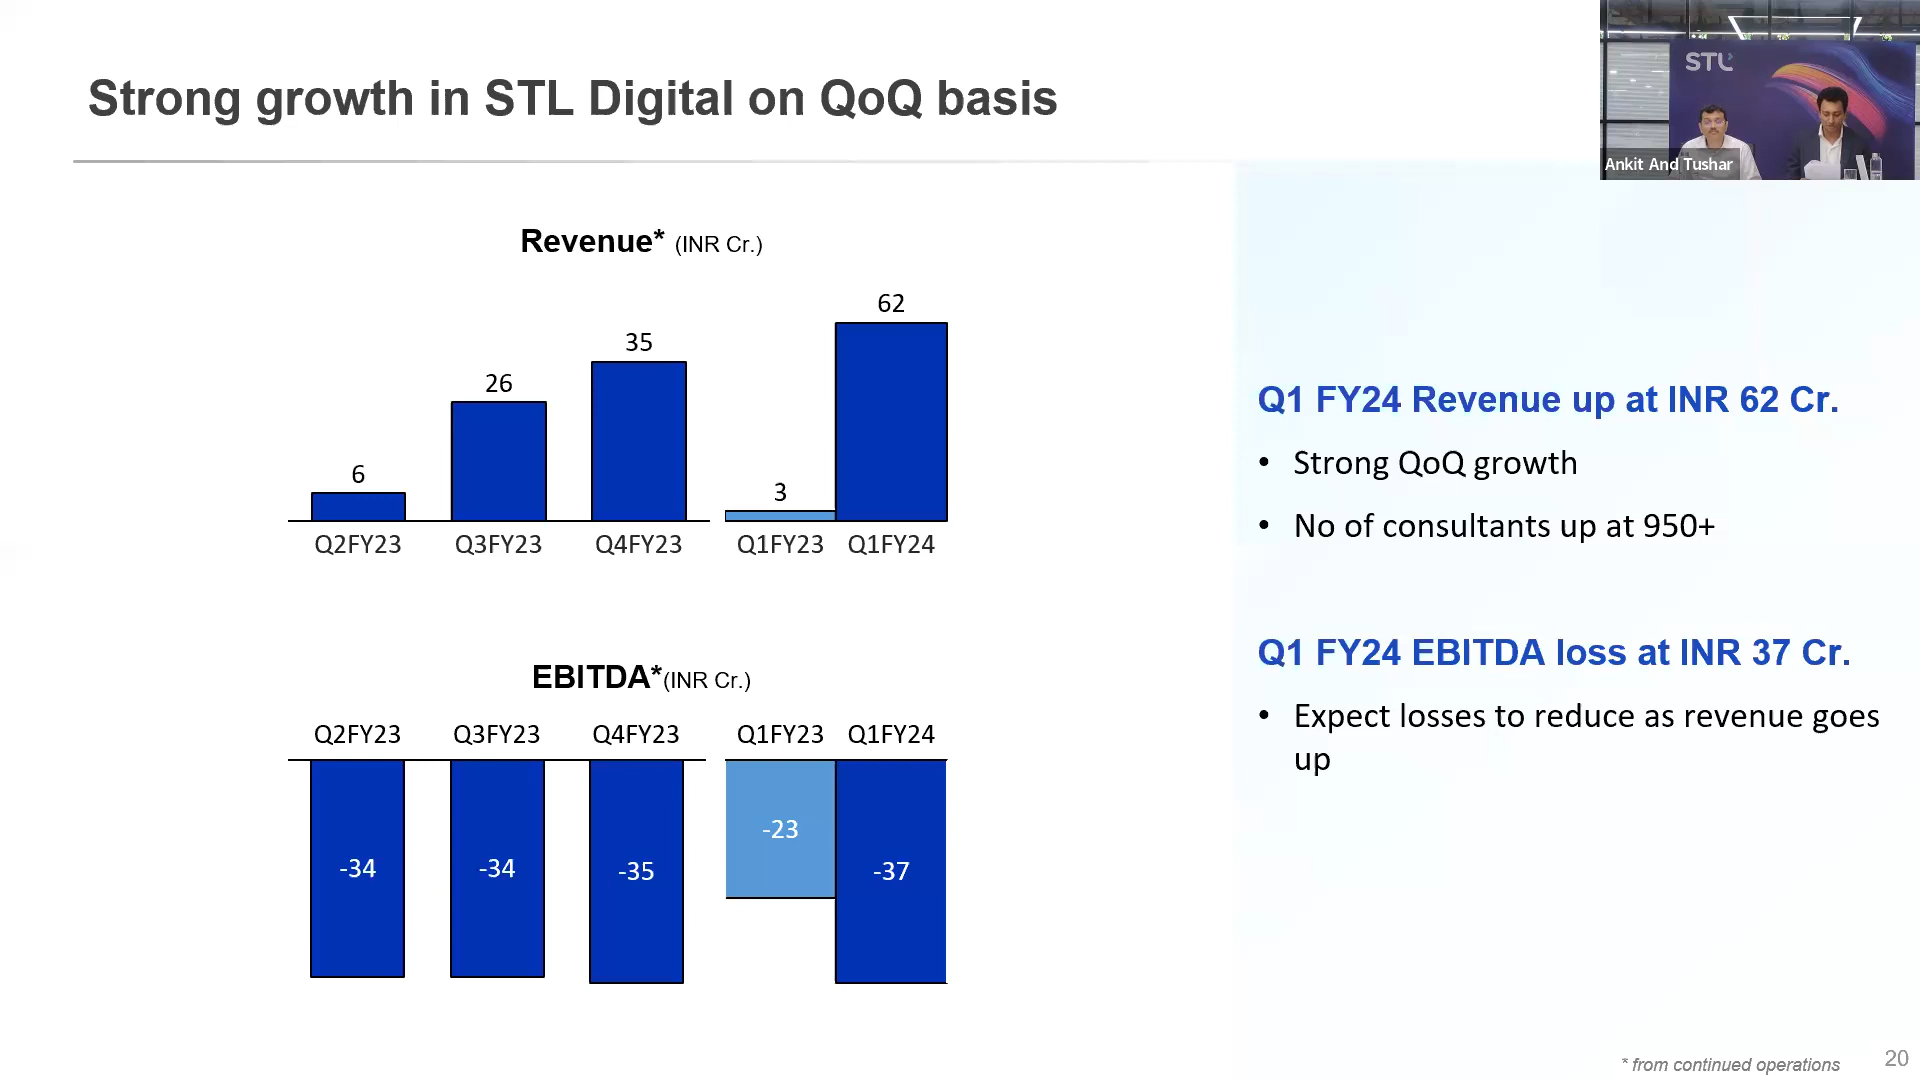 Strong growth in STL Digital on QoQ basis
STL
Ankit And Tushar
Revenue* (INR Cr.)
6
26
35
3
62
Q2FY23
Q3FY23
Q4FY23
Q1FY23
Q1FY24
EBITDA*(INR Cr.)
Q2FY23
Q3FY23
Q4FY23
Q1FY23
Q1FY24
-34
-34
-35
-23
-37
Q1 FY24 Revenue up at INR 62 Cr.
• Strong QoQ growth
• No of consultants up at 950+
Q1 FY24 EBITDA loss at INR 37 Cr.
• Expect losses to reduce as revenue goes
up
* from continued operations
20